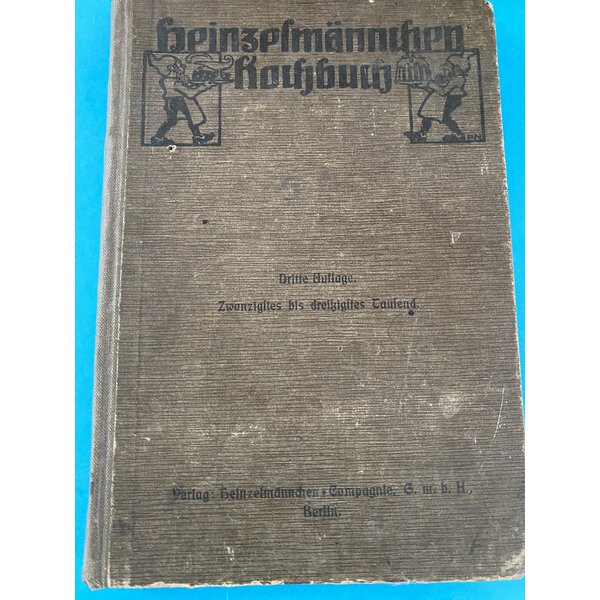 Heinzelmännchen
Kochbuch
Dritte Auflage.
Zwanzigstes bis dreißigstes Tausend.
Verlag: Heinzelmännchen-Compagnie, G. m. b. H.,
Berlin.